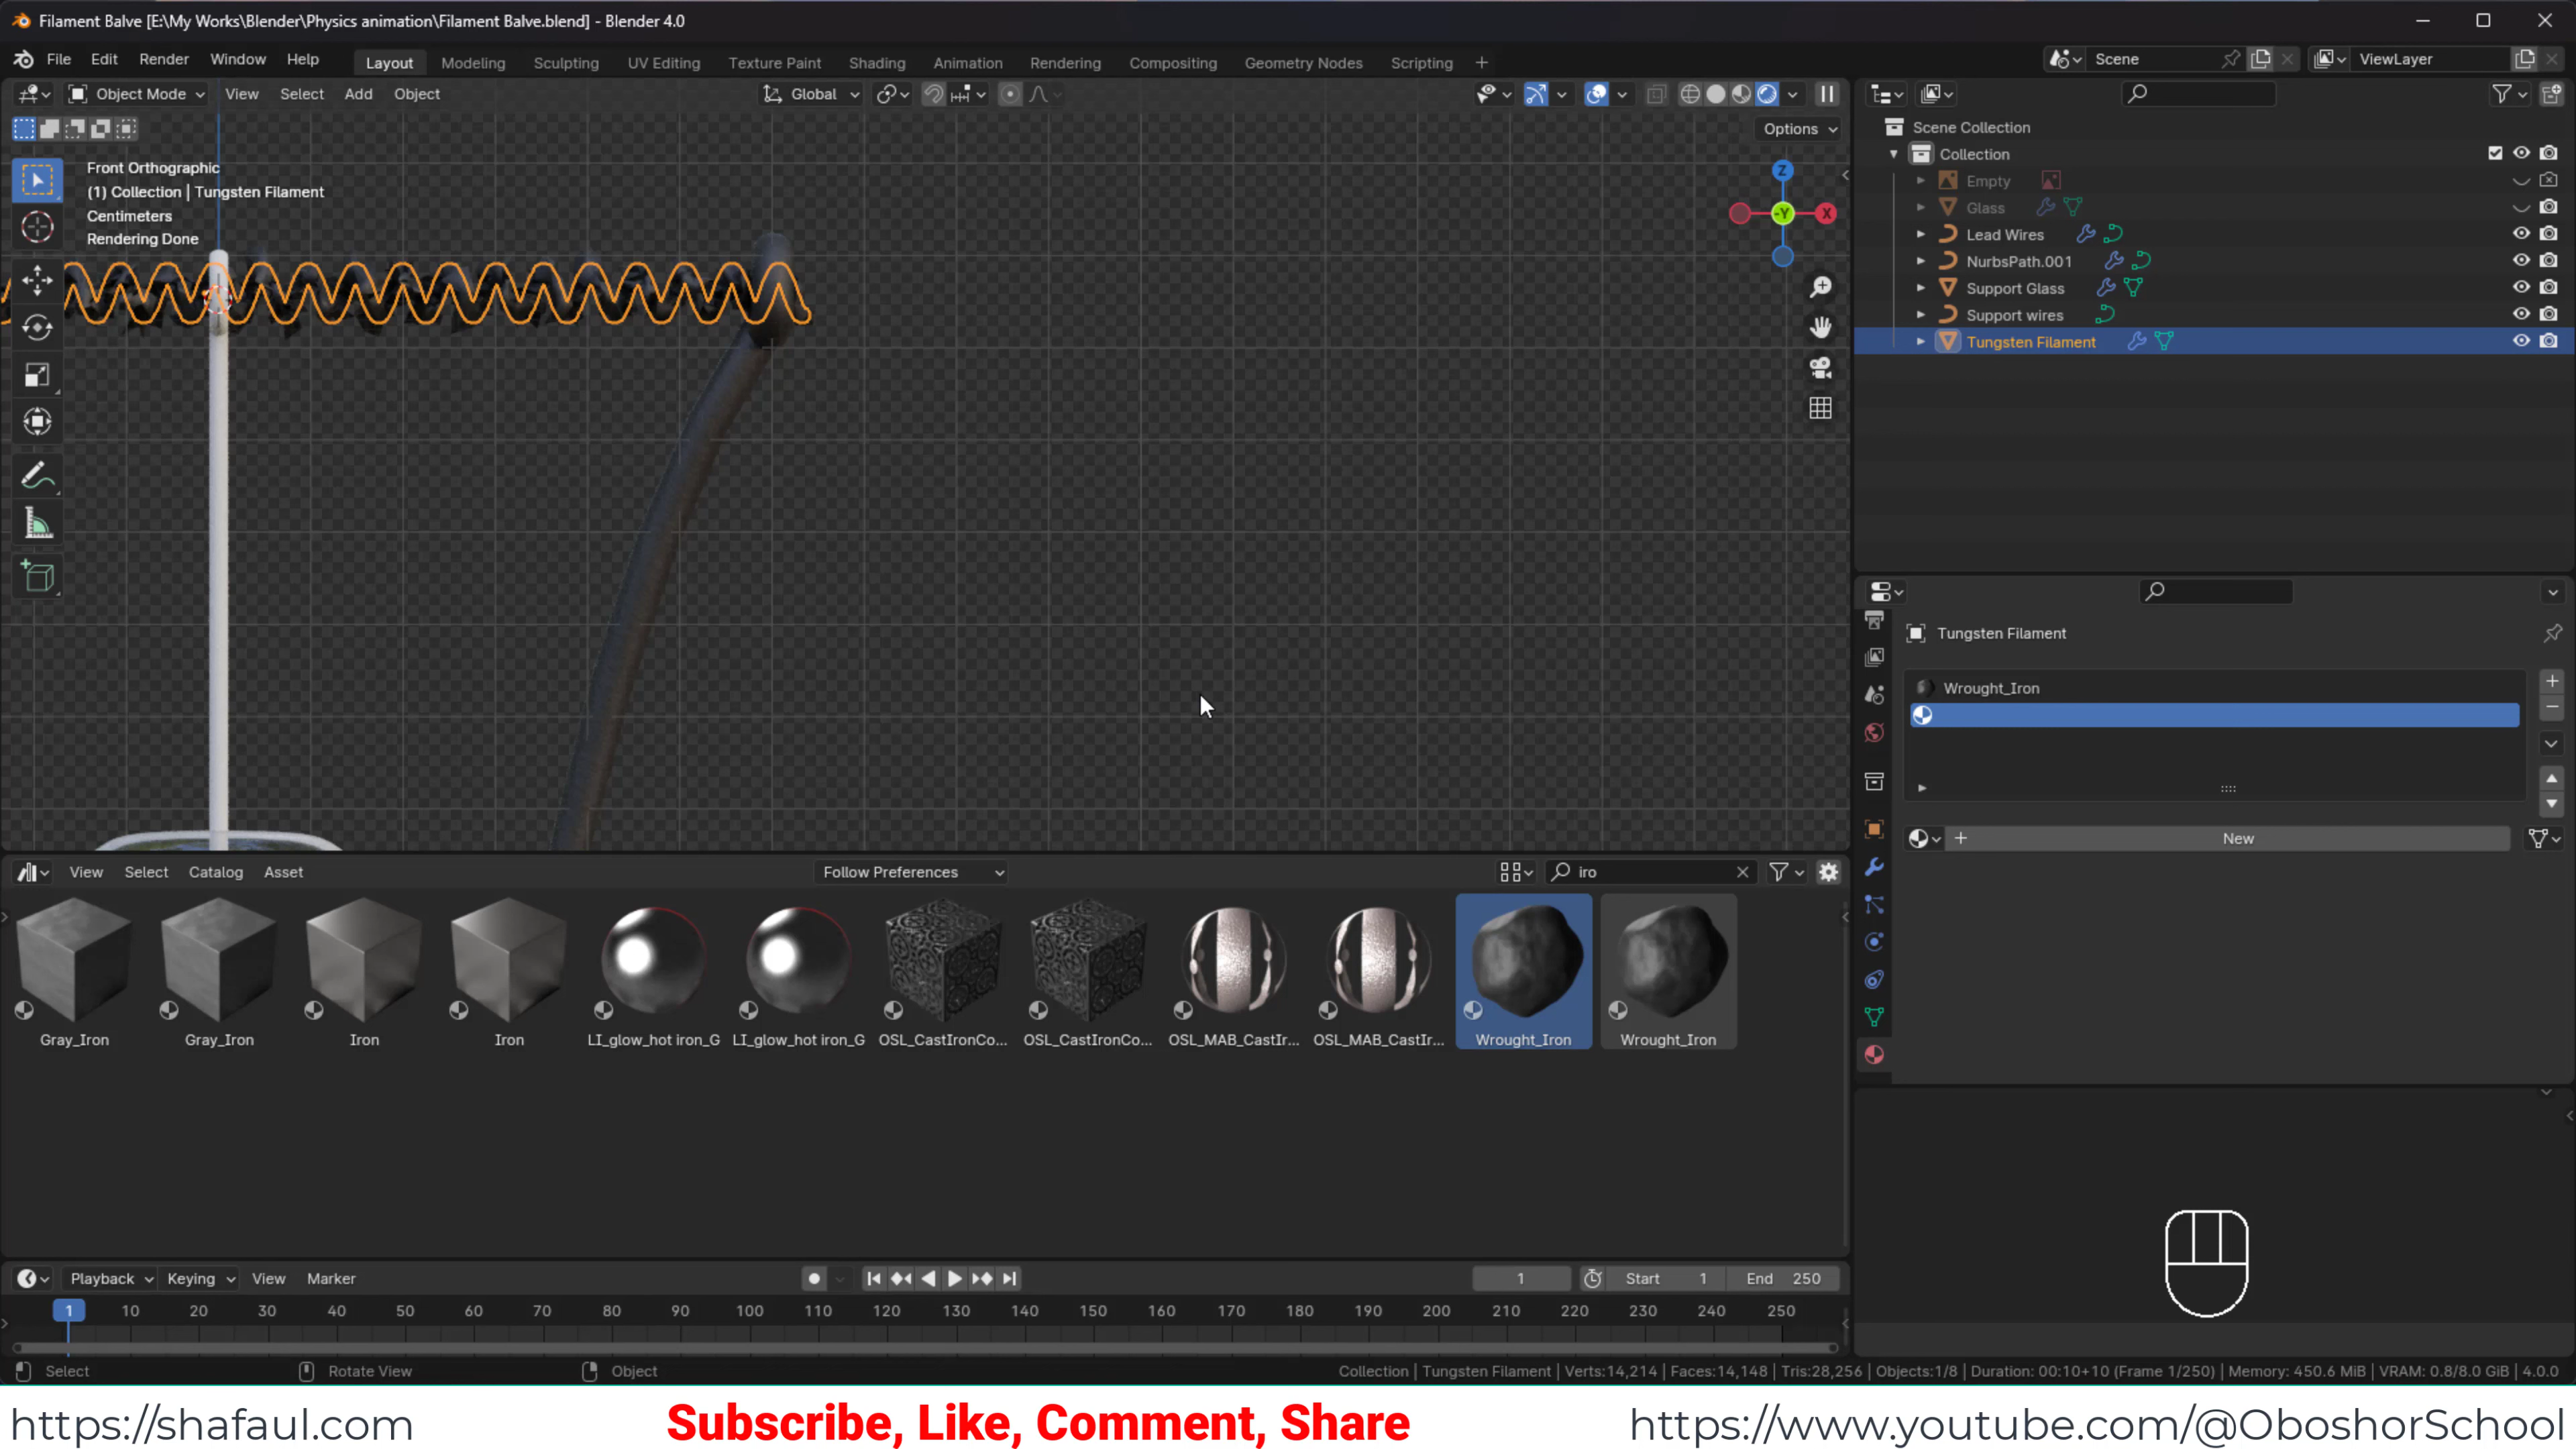 Filament Balve [E:\My Works\Blender\Physics animation\Filament Balve.blend] - Blender 4.0
File Edit Render Window Help Layout Modeling Sculpting UV Editing Texture Paint Shading Animation Rendering Compositing Geometry Nodes Scripting + Scene ViewLayer
Object Mode View Select Add Object Global
Options
Front Orthographic
(1) Collection | Tungsten Filament
Centimeters
Rendering Done
Z
-Y X
Scene Collection
Collection
Empty
Glass
Lead Wires
NurbsPath.001
Support Glass
Support wires
Tungsten Filament
Tungsten Filament
Wrought_Iron
New
View Select Catalog Asset Follow Preferences iro
Gray_Iron Gray_Iron Iron Iron LI_glow_hot iron_G LI_glow_hot iron_G OSL_CastIronCo... OSL_CastIronCo... OSL_MAB_CastIr... OSL_MAB_CastIr... Wrought_Iron Wrought_Iron
Playback Keying View Marker 1 Start 1 End 250
1 10 20 30 40 50 60 70 80 90 100 110 120 130 140 150 160 170 180 190 200 210 220 230 240 250
Select Rotate View Object Collection | Tungsten Filament | Verts:14,214 | Faces:14,148 | Tris:28,256 | Objects:1/8 | Duration: 00:10+10 (Frame 1/250) | Memory: 450.6 MiB | VRAM: 0.8/8.0 GiB | 4.0.0
https://shafaul.com Subscribe, Like, Comment, Share https://www.youtube.com/@OboshorSchool